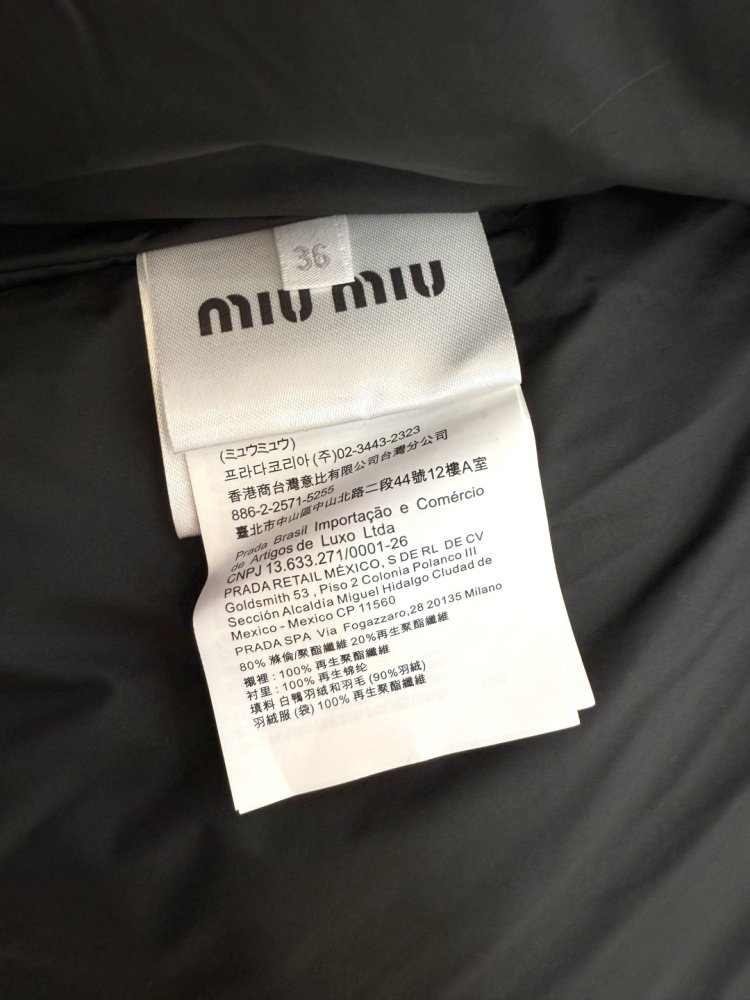 36
miu miu
(ミュウミュウ)
프라다코리아(주)02-3443-2323
香港商台灣意比有限公司台灣分公司
886-2-2571-5255
臺北市中山區中山北路二段44號12樓A室
Prada Brasil Importação e Comércio
de Artigos de Luxo Ltda
CNPJ 13.633.271/0001-26
PRADA RETAIL MÉXICO, S DE RL DE CV
Goldsmith 53 , Piso 2 Colonia Polanco III
Sección Alcaldía Miguel Hidalgo Ciudad de
Mexico - Mexico CP 11560
PRADA SPA Via Fogazzaro,28 20135 Milano
80% 滌倫/聚酯纖維 20%再生聚酯纖維
襯裡 : 100% 再生聚酯纖維
衬里 : 100% 再生锦纶
填料 白鴨羽绒和羽毛 (90%羽絨)
羽絨服 (袋) 100% 再生聚酯纖維